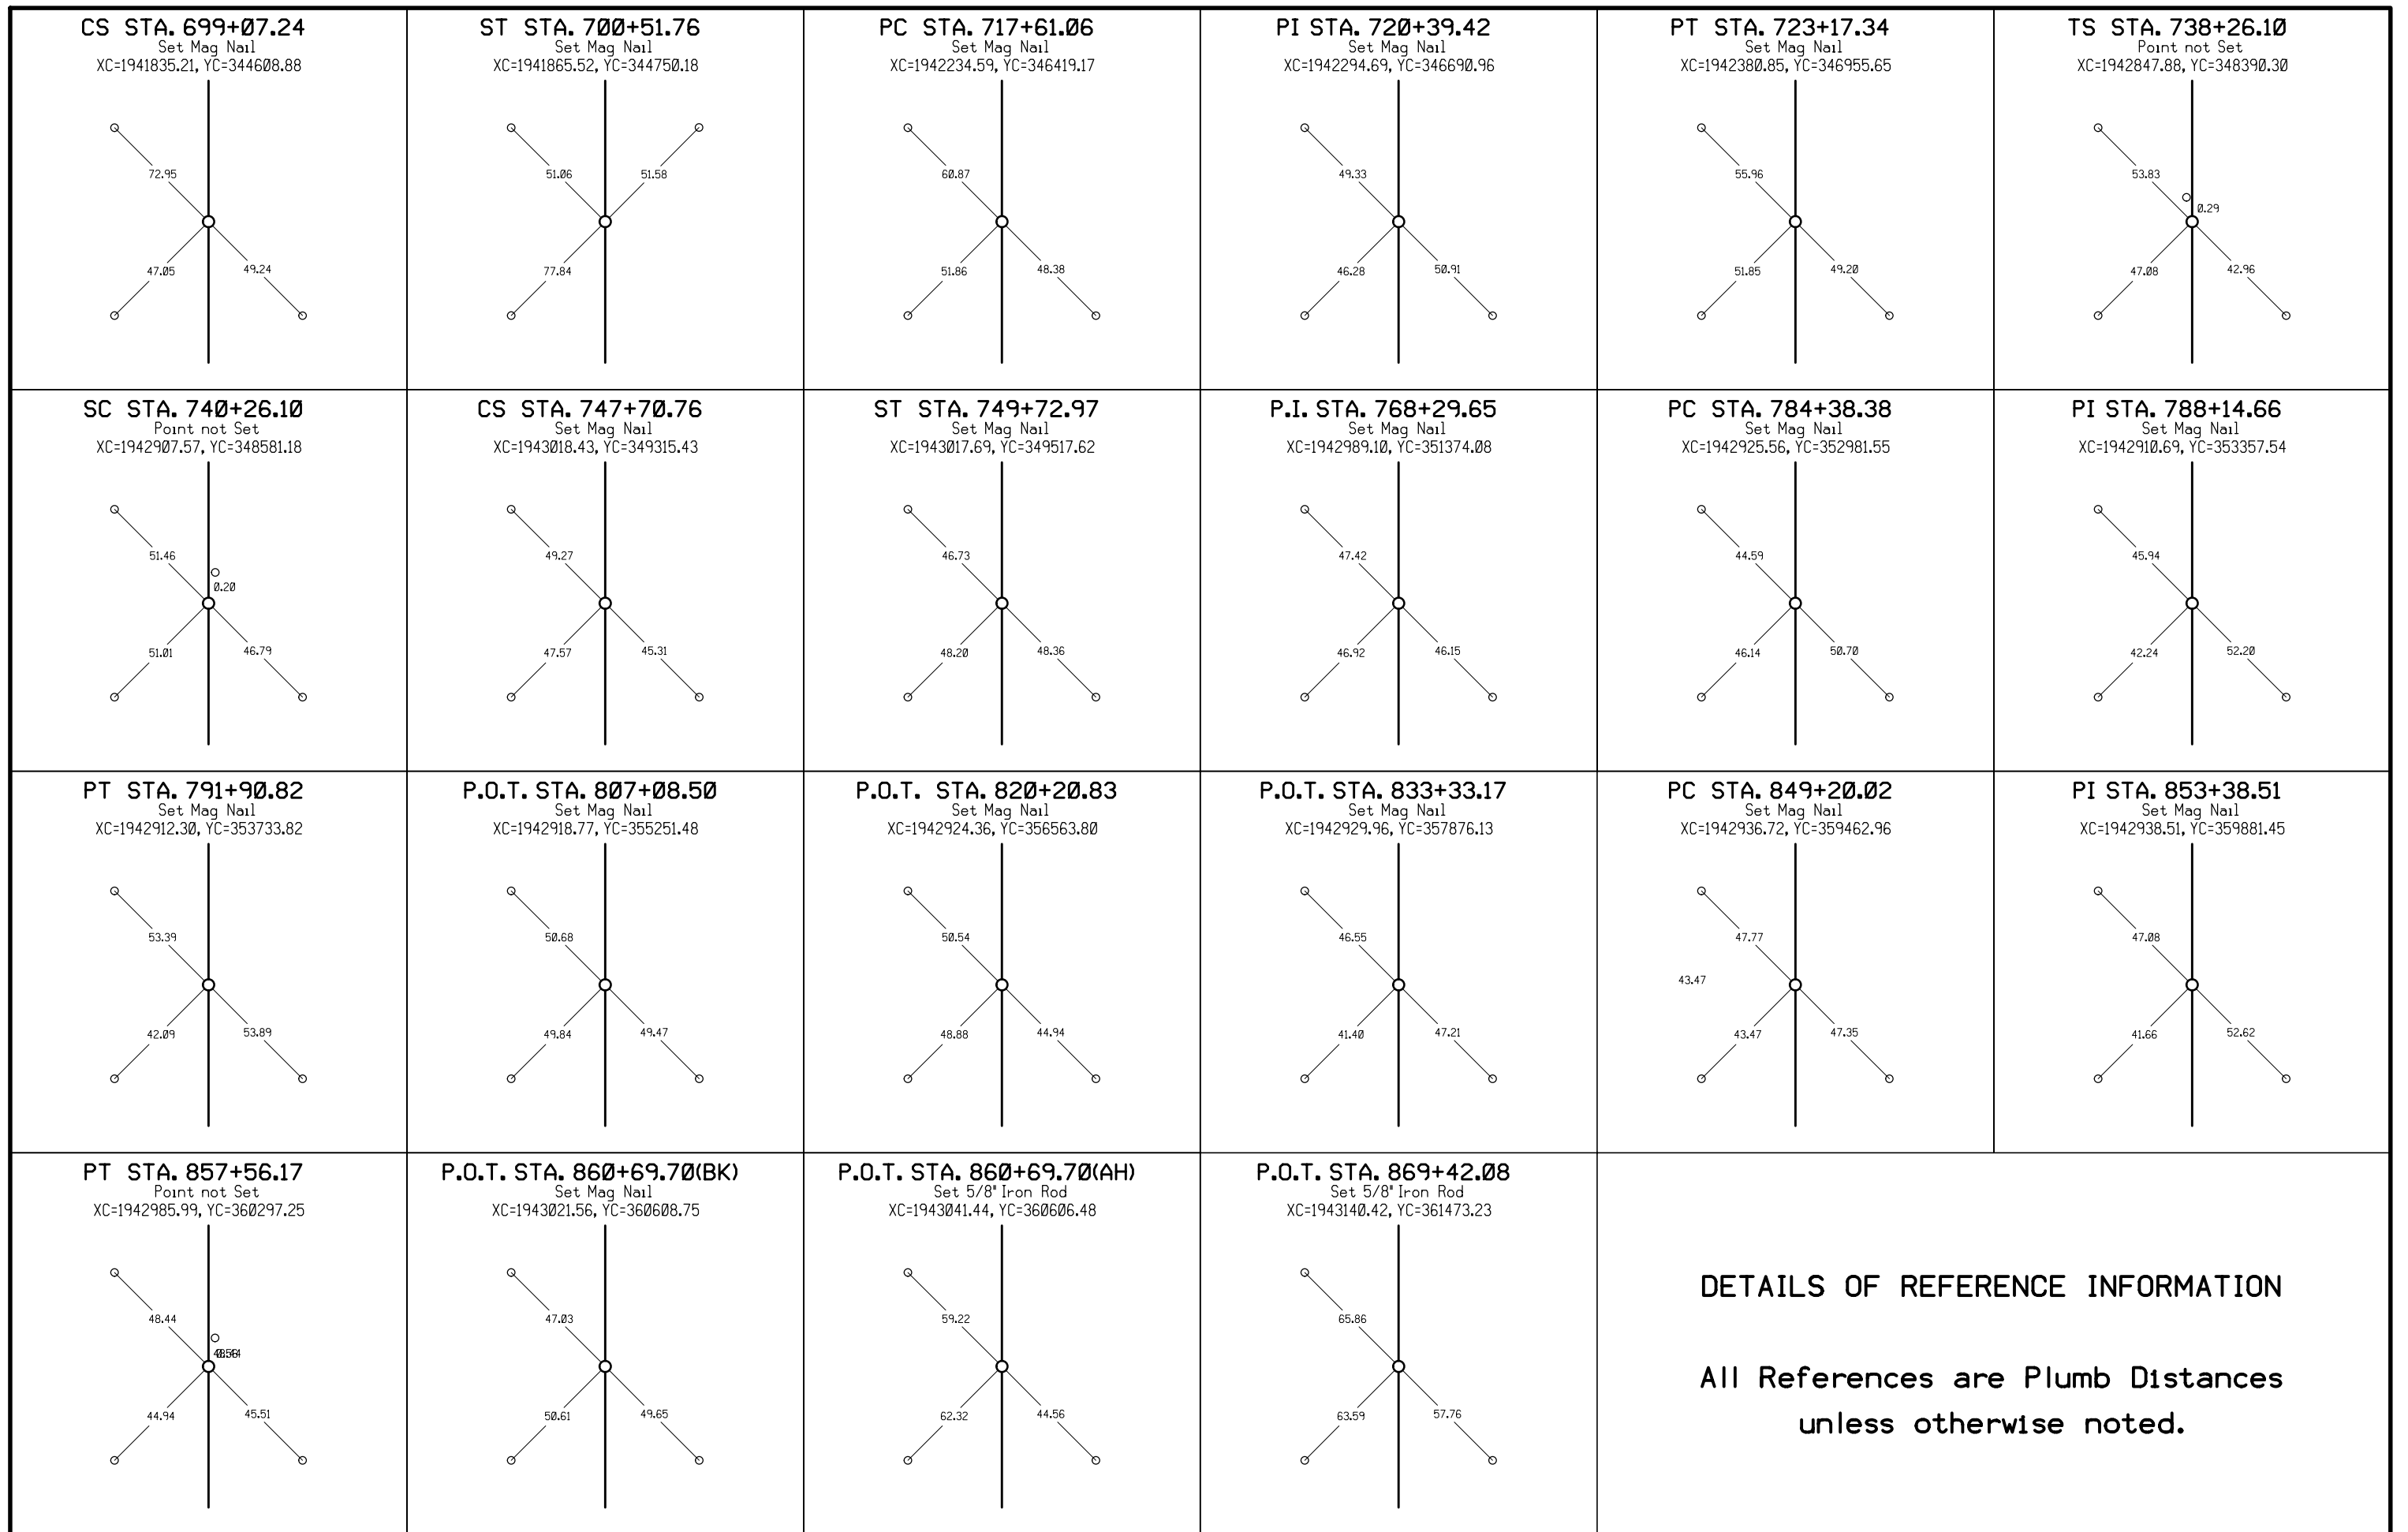 CS STA. 699+07.24
Set Mag Nail
XC=1941835.21, YC=344608.88
72.95
47.05
49.24
ST STA. 700+51.76
Set Mag Nail
XC=1941865.52, YC=344750.18
51.06
51.58
77.84
PC STA. 717+61.06
Set Mag Nail
XC=1942234.59, YC=346419.17
60.87
51.86
48.38
PI STA. 720+39.42
Set Mag Nail
XC=1942294.69, YC=346690.96
49.33
46.28
50.91
PT STA. 723+17.34
Set Mag Nail
XC=1942380.85, YC=346955.65
55.96
51.85
49.20
TS STA. 738+26.10
Point not Set
XC=1942847.88, YC=348390.30
53.83
0.29
47.08
42.96
SC STA. 740+26.10
Point not Set
XC=1942907.57, YC=348581.18
51.46
0.20
51.01
46.79
CS STA. 747+70.76
Set Mag Nail
XC=1943018.43, YC=349315.43
49.27
47.57
45.31
ST STA. 749+72.97
Set Mag Nail
XC=1943017.69, YC=349517.62
46.73
48.20
48.36
P.I. STA. 768+29.65
Set Mag Nail
XC=1942989.10, YC=351374.08
47.42
46.92
46.15
PC STA. 784+38.38
Set Mag Nail
XC=1942925.56, YC=352981.55
44.59
46.14
50.70
PI STA. 788+14.66
Set Mag Nail
XC=1942910.69, YC=353357.54
45.94
42.24
52.20
PT STA. 791+90.82
Set Mag Nail
XC=1942912.30, YC=353733.82
53.39
42.09
53.89
P.O.T. STA. 807+08.50
Set Mag Nail
XC=1942918.77, YC=355251.48
50.68
49.84
49.47
P.O.T. STA. 820+20.83
Set Mag Nail
XC=1942924.36, YC=356563.80
50.54
48.88
44.94
P.O.T. STA. 833+33.17
Set Mag Nail
XC=1942929.96, YC=357876.13
46.55
41.40
47.21
PC STA. 849+20.02
Set Mag Nail
XC=1942936.72, YC=359462.96
47.77
43.47
43.47
47.35
PI STA. 853+38.51
Set Mag Nail
XC=1942938.51, YC=359881.45
47.08
41.66
52.62
PT STA. 857+56.17
Point not Set
XC=1942985.99, YC=360297.25
48.44
44.94
45.51
P.O.T. STA. 860+69.70(BK)
Set Mag Nail
XC=1943021.56, YC=360608.75
47.03
50.61
49.65
P.O.T. STA. 860+69.70(AH)
Set 5/8" Iron Rod
XC=1943041.44, YC=360606.48
59.22
62.32
44.56
P.O.T. STA. 869+42.08
Set 5/8" Iron Rod
XC=1943140.42, YC=361473.23
65.86
63.59
57.76
DETAILS OF REFERENCE INFORMATION
All References are Plumb Distances
unless otherwise noted.